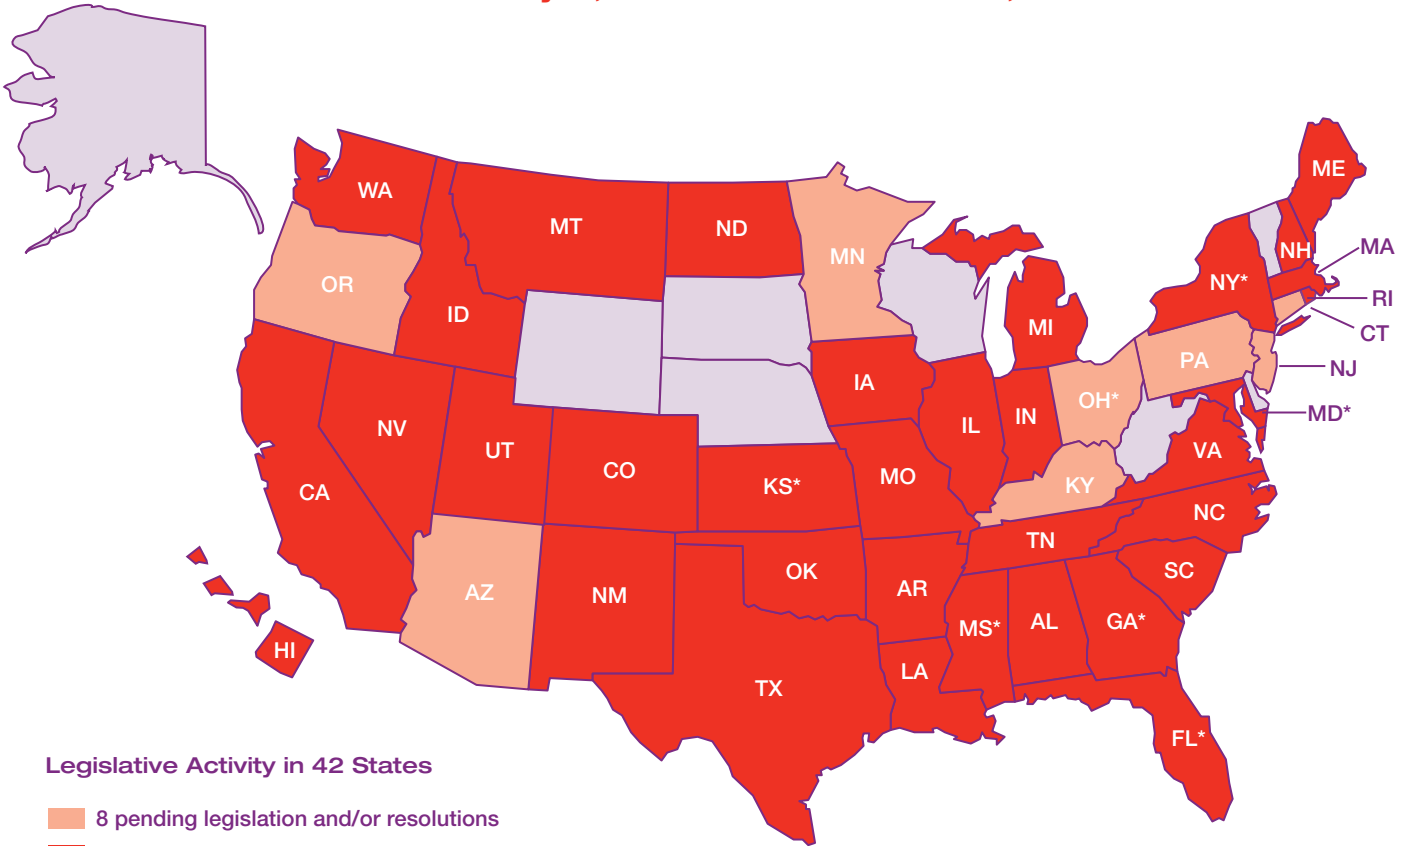 ME
WA
MT
ND
NH
MA
MN
NY*
OR
RI
ID
MI
CT
PA
NJ
IA
OH*
MD*
IL
IN
NV
UT
VA
CO
MO
KS*
KY
CA
NC
TN
OK
SC
AZ
NM
AR
MS*
AL
GA*
HI
LA
TX
FL*
Legislative Activity in 42 States
8 pending legislation and/or resolutions